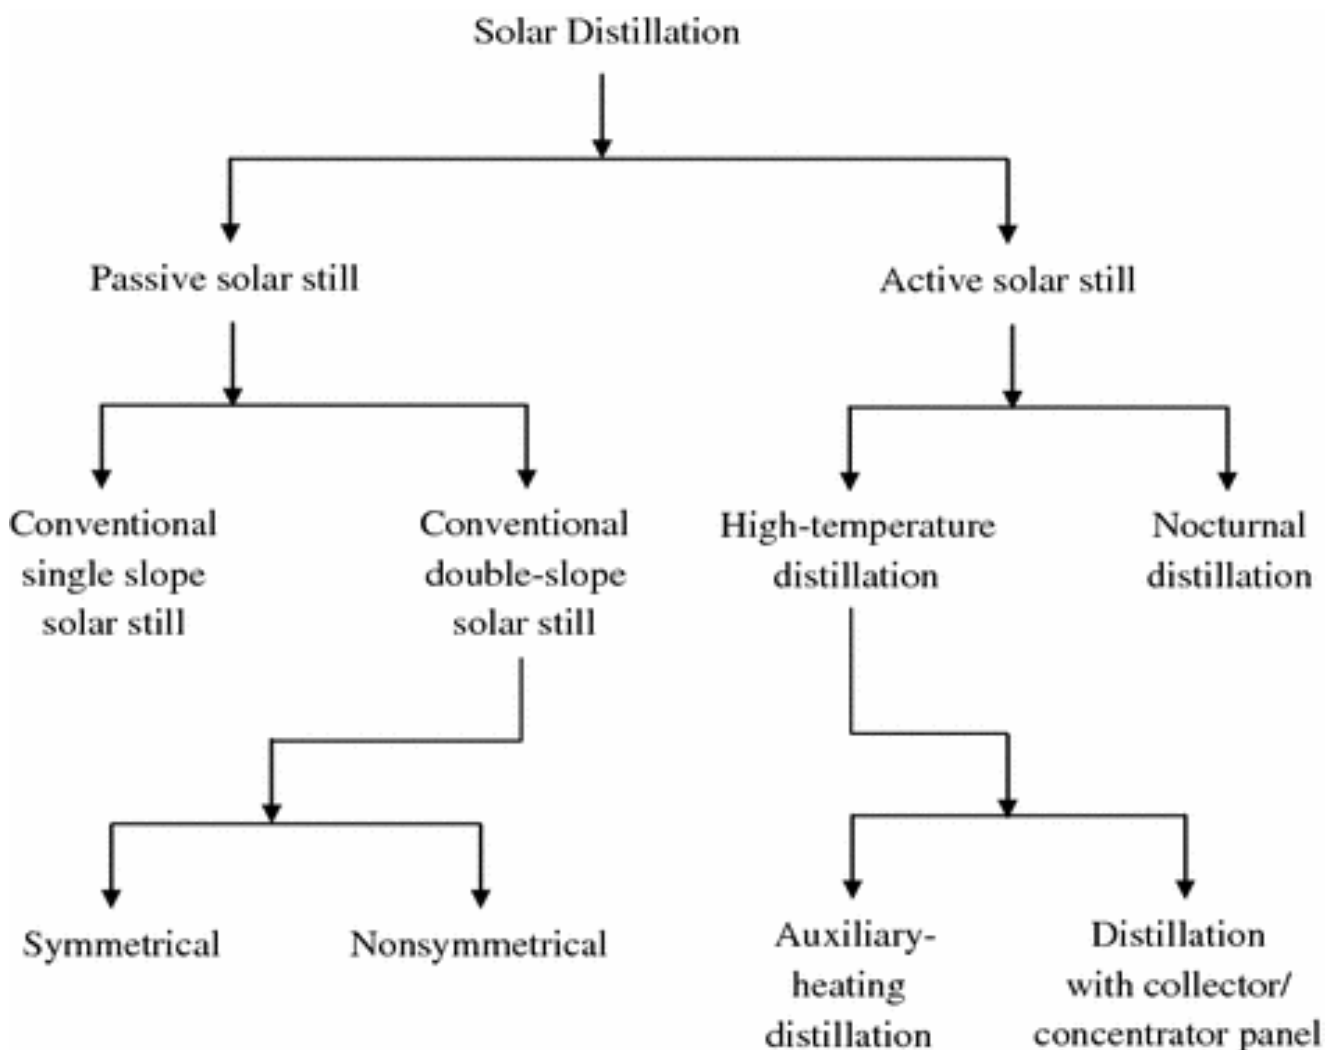 Solar Distillation
Passive solar still
Active solar still
Conventional
single slope
solar still
Conventional
double-slope
solar still
High-temperature
distillation
Nocturnal
distillation
Symmetrical
Nonsymmetrical
Auxiliary-
heating
distillation
Distillation
with collector/
concentrator panel